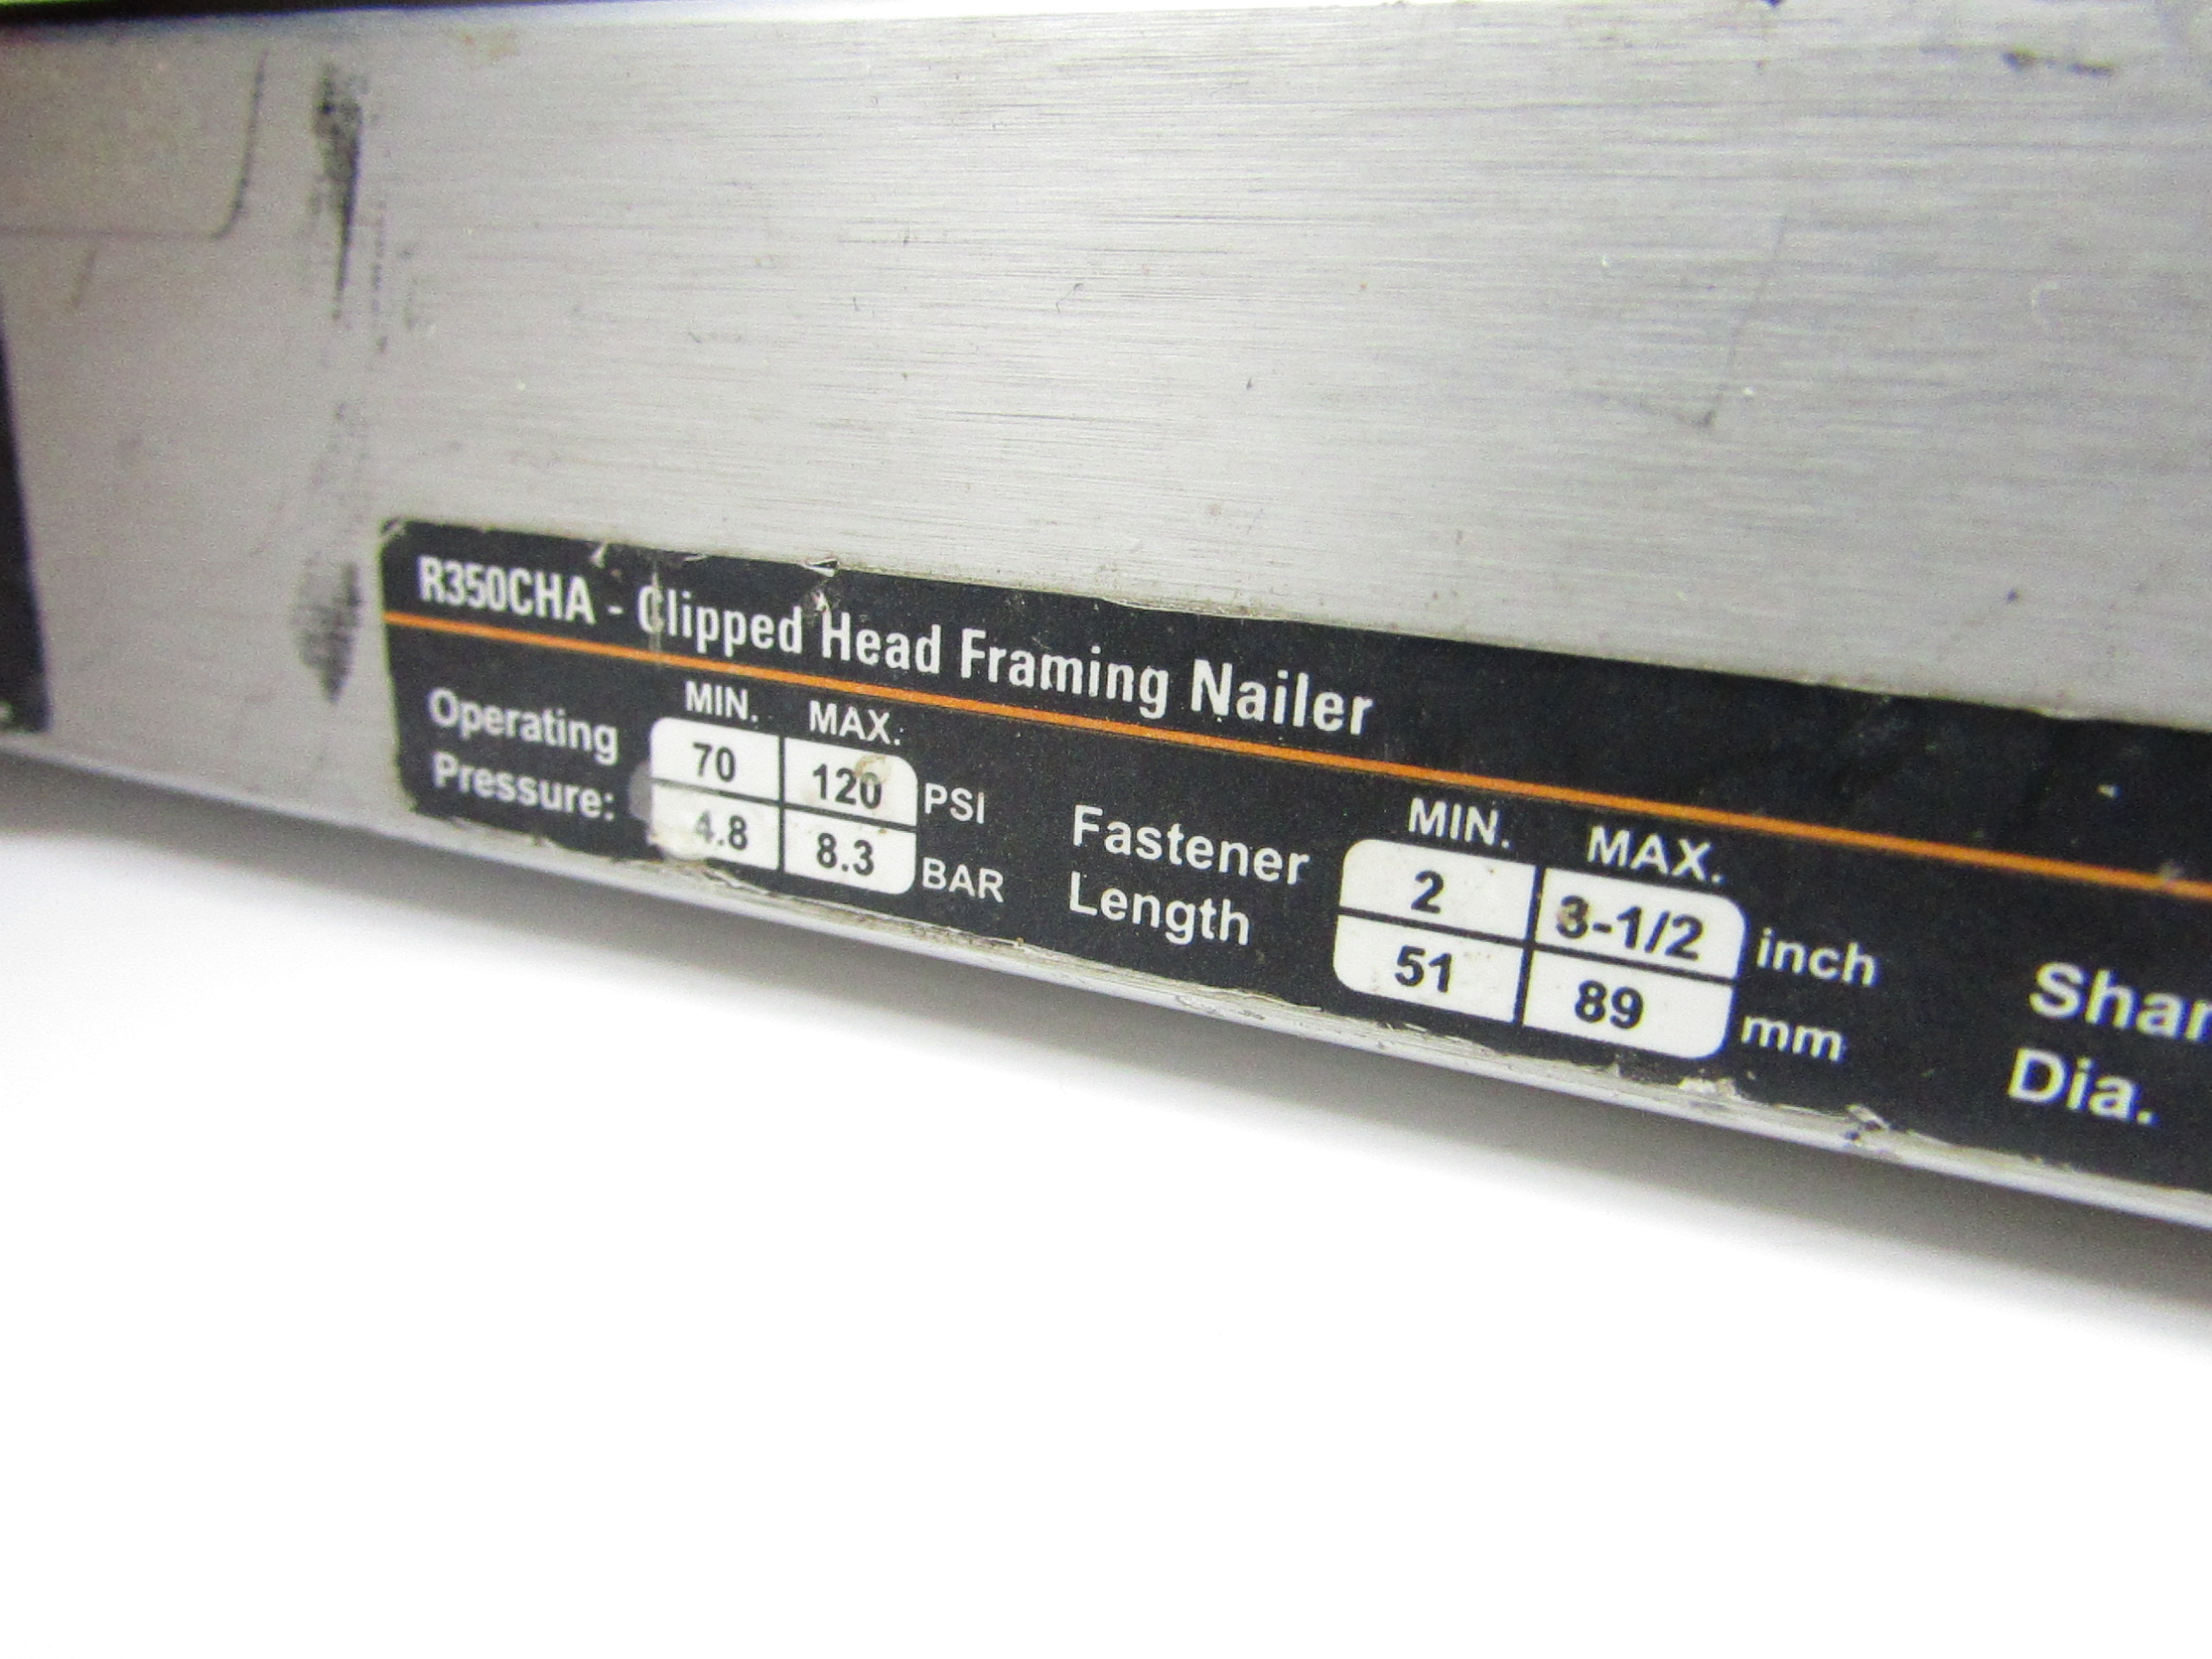 R350CHA - Clipped Head Framing Nailer
Operating Pressure:
MIN. MAX.
70 120 PSI
4.8 8.3 BAR
Fastener Length
MIN. MAX.
2 3-1/2 inch
51 89 mm
Dia.